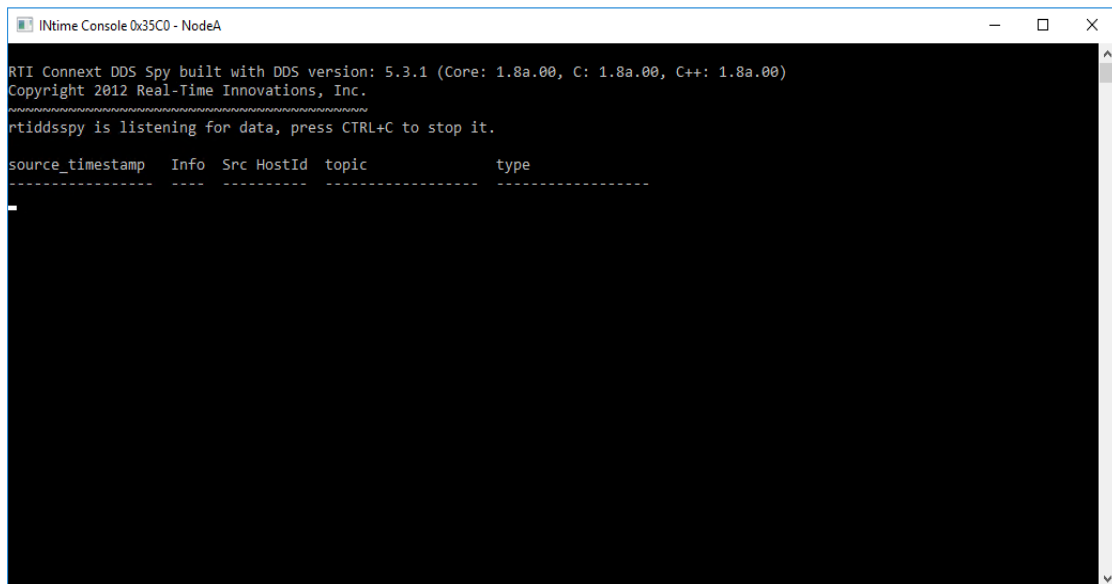 INtime Console 0x35C0 - NodeA
RTI Connext DDS Spy built with DDS version: 5.3.1 (Core: 1.8a.00, C: 1.8a.00, C++: 1.8a.00)
Copyright 2012 Real-Time Innovations, Inc.
~~~~~~~~~~~~~~~~~~~~~~~~~~~~~~~~~~~~~~~~~~
rtiddsspy is listening for data, press CTRL+C to stop it.
source_timestamp   Info  Src HostId  topic               type
-----------------  ----  ----------  ------------------  ------------------